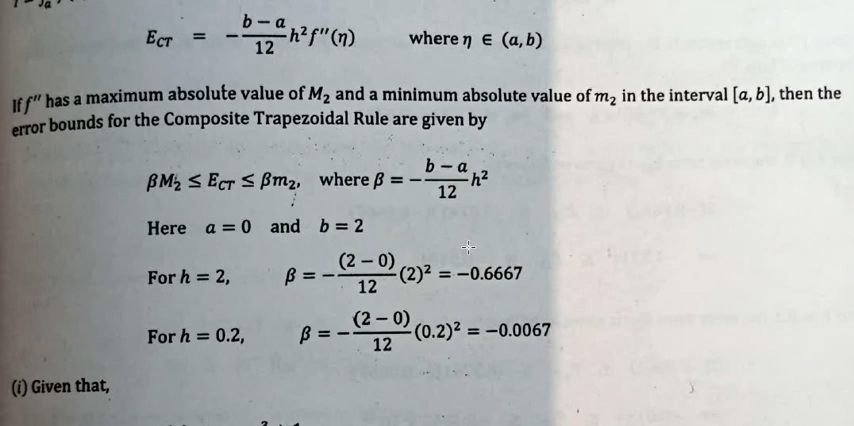 E_CT = −(b − a)/12 h² f″(η) where η ∈ (a, b)
If f″ has a maximum absolute value of M₂ and a minimum absolute value of m₂ in the interval [a, b], then the
error bounds for the Composite Trapezoidal Rule are given by
βM₂ ≤ E_CT ≤ βm₂, where β = −(b − a)/12 h²
Here a = 0 and b = 2
For h = 2, β = −(2 − 0)/12 (2)² = −0.6667
For h = 0.2, β = −(2 − 0)/12 (0.2)² = −0.0067
(i) Given that,